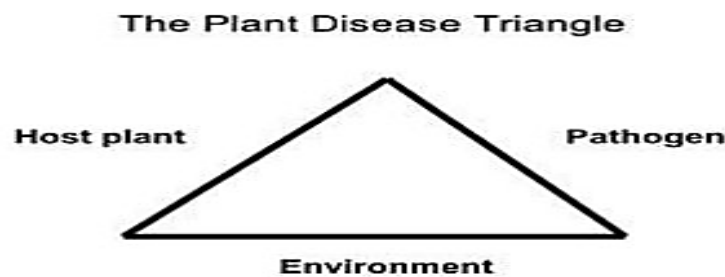 The Plant Disease Triangle
Host plant
Pathogen
Environment